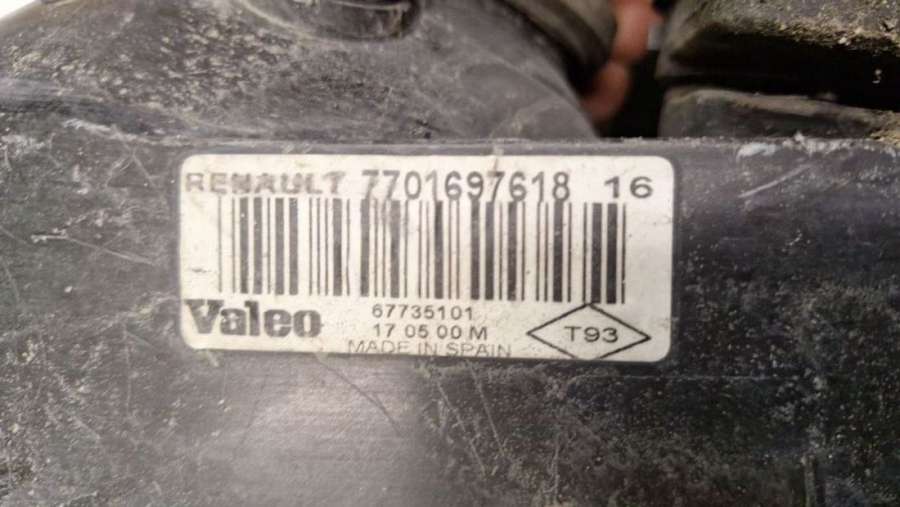 RENAULT 7701697618 16
Valeo
67735101
17 05 00 M
MADE IN SPAIN
T93